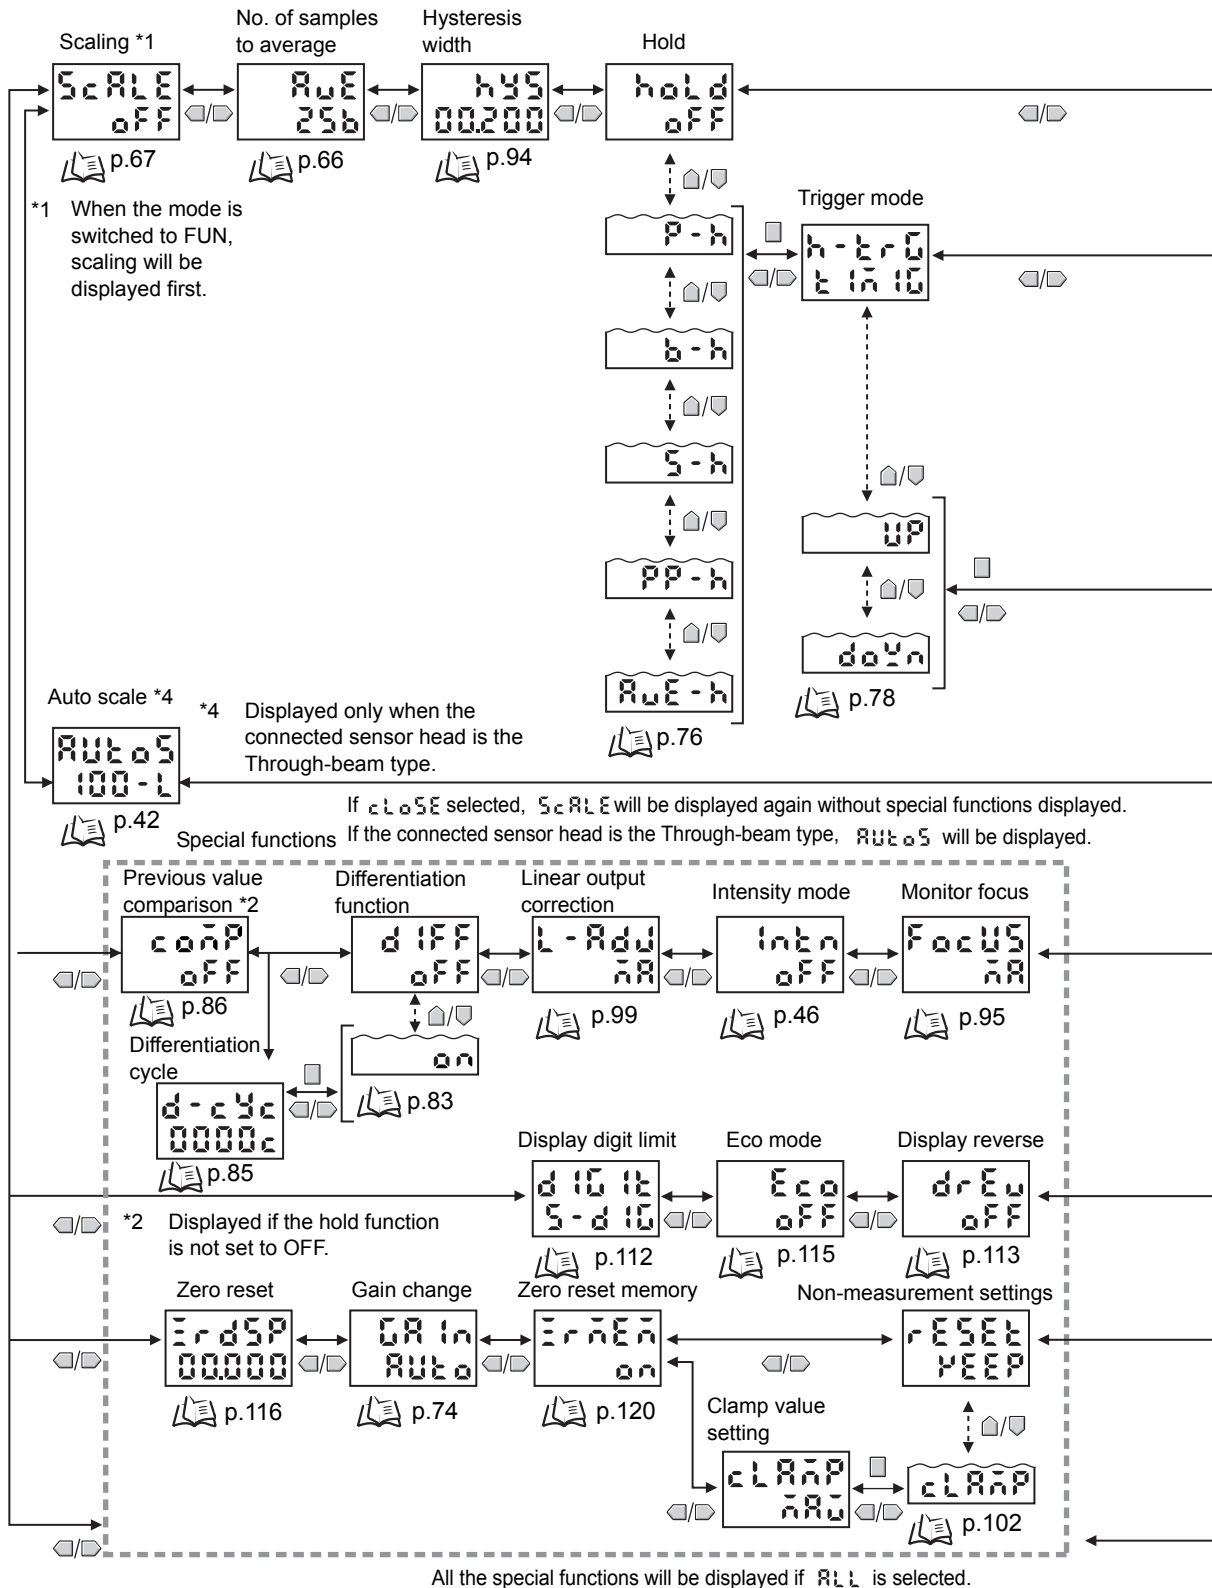 Scaling *1
No. of samples
to average
Hysteresis
width
Hold
ScALE
oFF
AvE
256
hYS
00.200
hoLd
oFF
p.67
p.66
p.94
*1 When the mode is
switched to FUN,
scaling will be
displayed first.
P-h
b-h
S-h
PP-h
AvE-h
p.76
Trigger mode
h-trG
tImIG
UP
down
p.78
Auto scale *4
AUtoS
100-L
p.42
*4 Displayed only when the
connected sensor head is the
Through-beam type.
If cLoSE selected, ScALE will be displayed again without special functions displayed.
If the connected sensor head is the Through-beam type, AUtoS will be displayed.
Special functions
Previous value
comparison *2
Differentiation
function
Linear output
correction
Intensity mode
Monitor focus
comP
oFF
dIFF
oFF
L-AdJ
mA
Intn
oFF
FocUS
mA
p.86
p.99
p.46
p.95
Differentiation
cycle
on
p.83
d-cYc
0000c
p.85
Display digit limit
Eco mode
Display reverse
dIGIt
5-dIG
Eco
oFF
drEv
oFF
p.112
p.115
p.113
*2 Displayed if the hold function
is not set to OFF.
Zero reset
Gain change
Zero reset memory
Non-measurement settings
ZrdSP
00.000
GAIn
AUto
ZrmEm
on
rESEt
KEEP
p.116
p.74
p.120
Clamp value
setting
cLAmP
mAv
cLAmP
p.102
All the special functions will be displayed if ALL is selected.